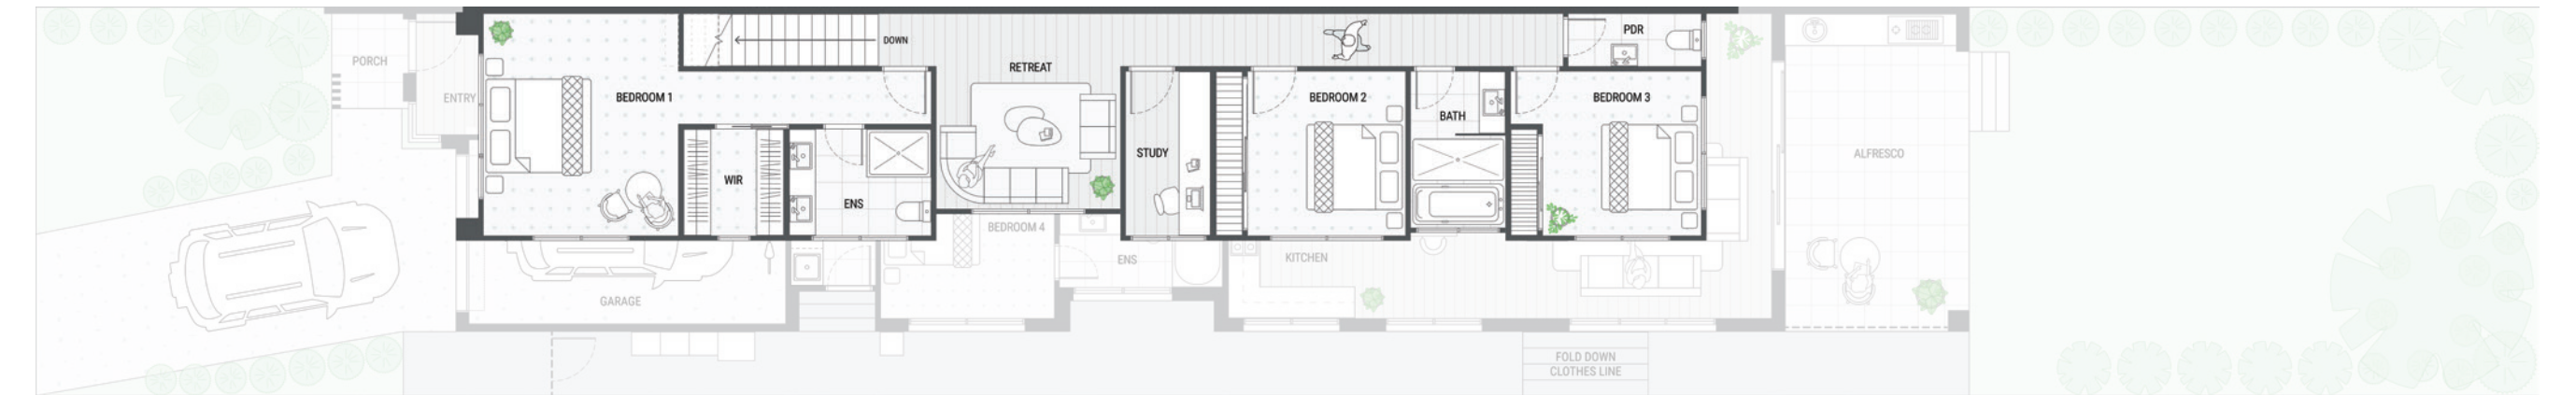 PORCH
ENTRY
BEDROOM 1
DOWN
RETREAT
WIR
ENS
STUDY
BEDROOM 2
BATH
PDR
BEDROOM 3
ALFRESCO
GARAGE
BEDROOM 4
ENS
KITCHEN
FOLD DOWN
CLOTHES LINE